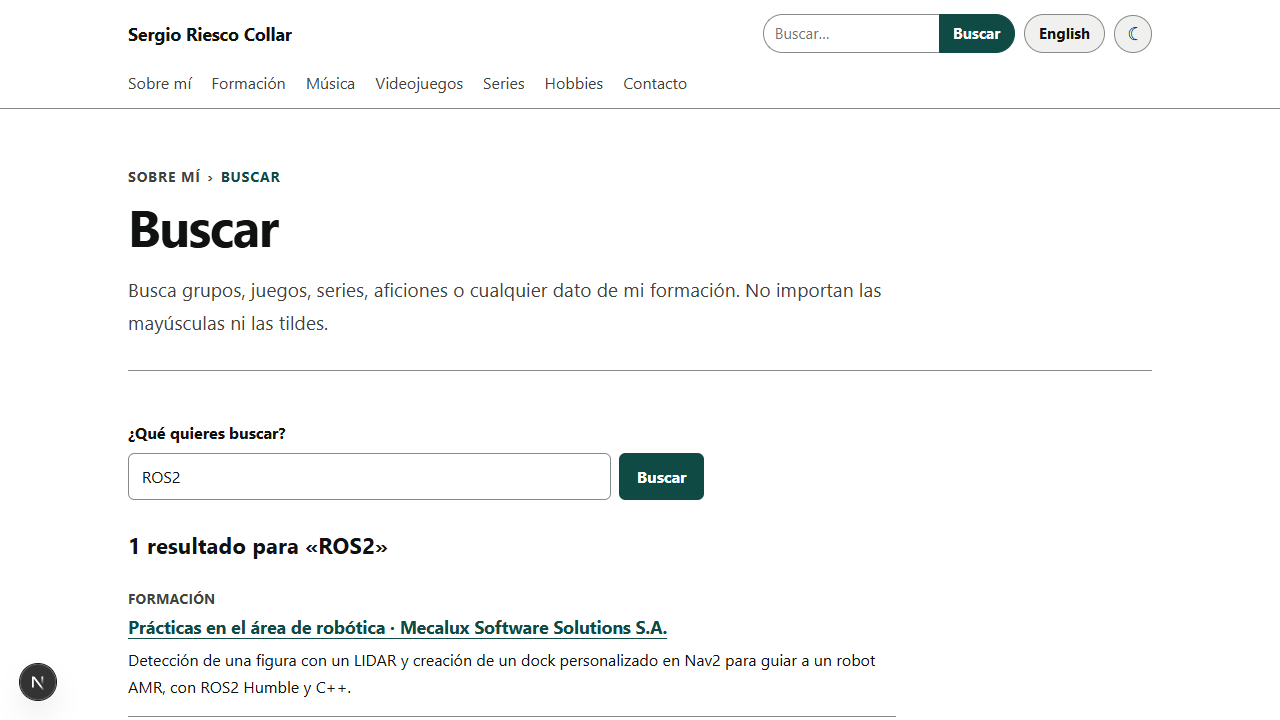 Sergio Riesco Collar
Buscar...
Buscar
English
Sobre mí
Formación
Música
Videojuegos
Series
Hobbies
Contacto
SOBRE MÍ › BUSCAR
Buscar
Busca grupos, juegos, series, aficiones o cualquier dato de mi formación. No importan las
mayúsculas ni las tildes.
¿Qué quieres buscar?
ROS2
Buscar
1 resultado para «ROS2»
FORMACIÓN
Prácticas en el área de robótica · Mecalux Software Solutions S.A.
Detección de una figura con un LIDAR y creación de un dock personalizado en Nav2 para guiar a un robot
AMR, con ROS2 Humble y C++.
N